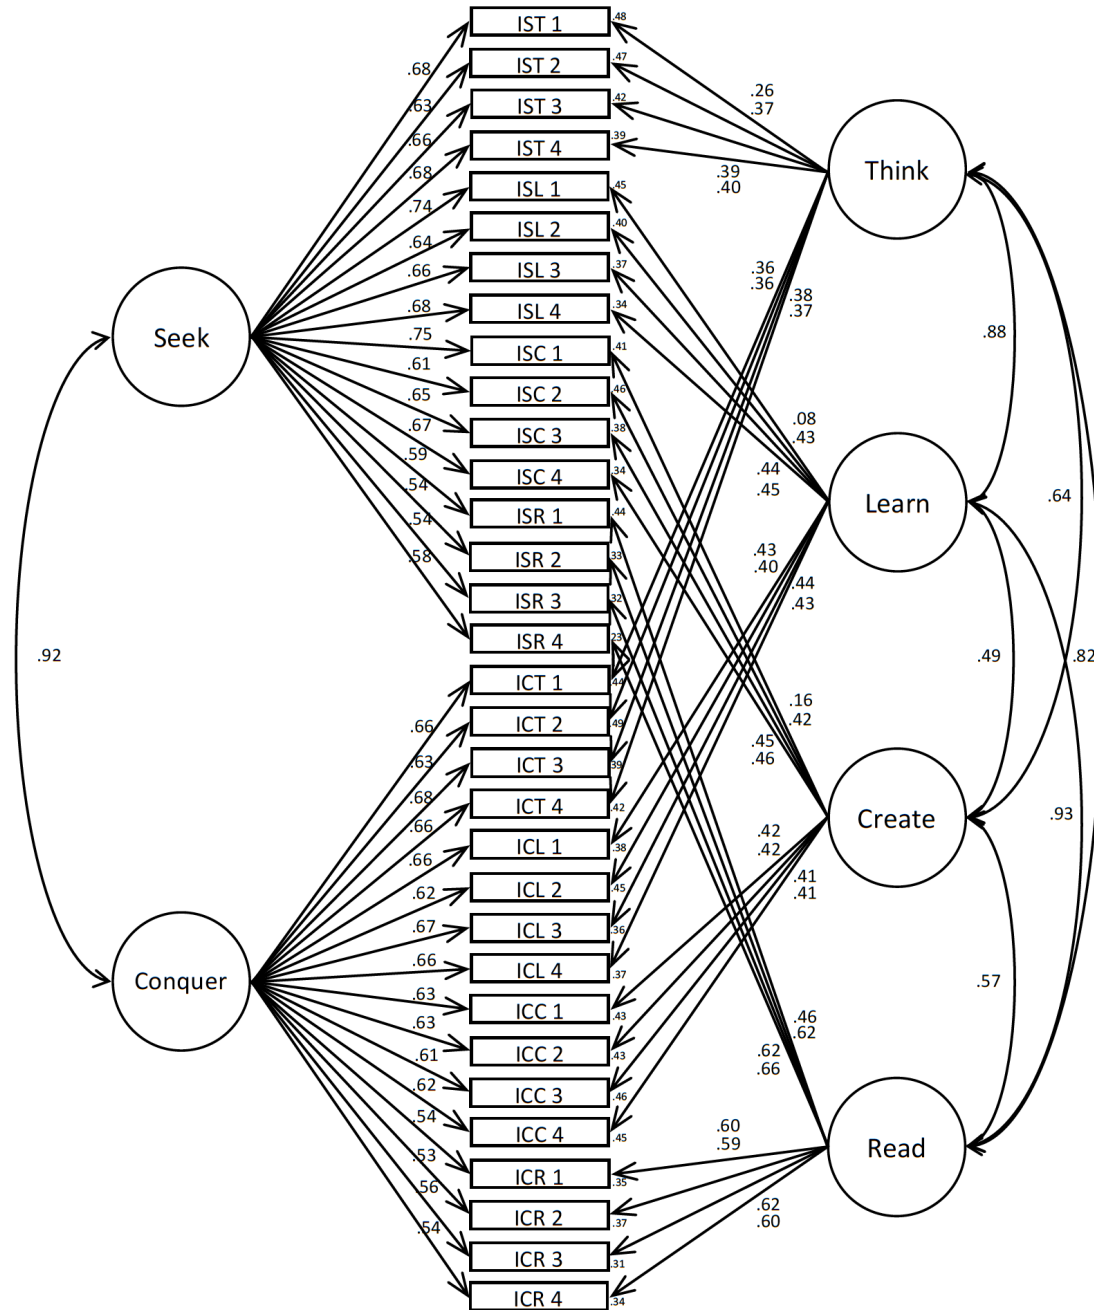 IST 1 .48
IST 2 .47
.68
.26
IST 3 .42
.63
.37
IST 4 .39
.66
Think
.68
.39
ISL 1 .45
.40
.74
ISL 2 .40
.64
ISL 3 .37
.66
.36
.36
.38
ISL 4 .34
.68
.37
.88
Seek
.75
ISC 1 .41
.61
ISC 2 .46
.65
ISC 3 .38
.67
.08
.43
ISC 4 .34
.59
.44
.54
.45
.64
ISR 1 .44
Learn
.54
ISR 2 .33
.58
.43
.40
.44
ISR 3 .32
.43
ISR 4 .23
.92
.49
.82
ICT 1 .44
.16
ICT 2 .49
.66
.42
.45
ICT 3 .39
.63
.46
ICT 4 .42
.68
.93
.66
Create
.42
ICL 1 .38
.42
.66
ICL 2 .45
.62
.41
.41
ICL 3 .36
.67
ICL 4 .37
.66
Conquer
.57
.63
ICC 1 .43
.63
.46
ICC 2 .43
.62
.61
.62
ICC 3 .46
.62
.66
ICC 4 .45
.54
.60
.53
.59
Read
ICR 1 .35
.56
ICR 2 .37
.62
.54
.60
ICR 3 .31
ICR 4 .34